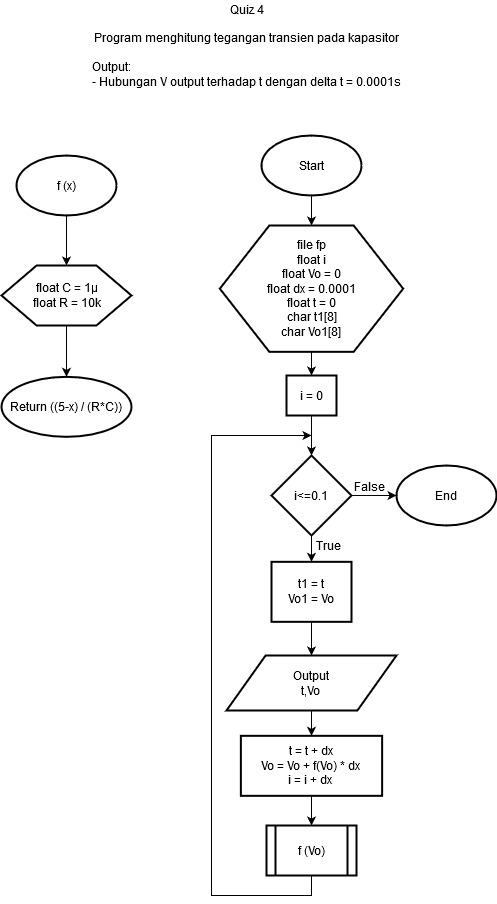 Quiz 4
Program menghitung tegangan transien pada kapasitor
Output:
- Hubungan V output terhadap t dengan delta t = 0.0001s
f (x)
float C = 1µ
float R = 10k
Return ((5-x) / (R*C))
Start
file fp
float i
float Vo = 0
float dx = 0.0001
float t = 0
char t1[8]
char Vo1[8]
i = 0
i<=0.1
False
End
True
t1 = t
Vo1 = Vo
Output
t,Vo
t = t + dx
Vo = Vo + f(Vo) * dx
i = i + dx
f (Vo)